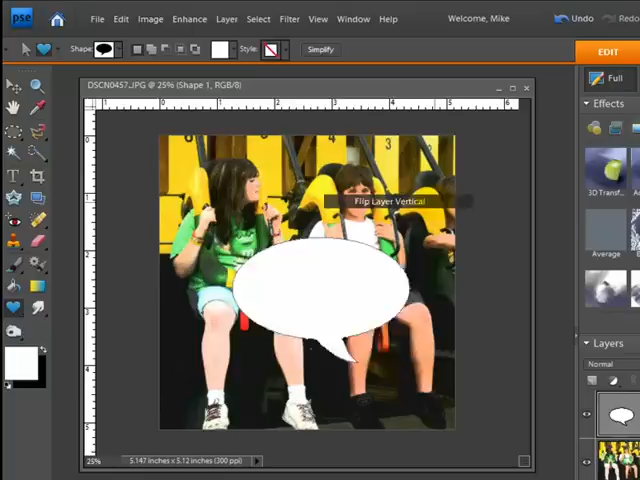 pse File Edit Image Enhance Layer Select Filter View Window Help Welcome, Mike Undo Redo
Shape: Style: Simplify
EDIT
Full
DSCN0457.JPG @ 25% (Shape 1, RGB/8)
Effects
Flip Layer Vertical
3D Transf...
Average
Layers
Normal
25% 5.147 inches x 5.12 inches (300 ppi)